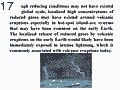 17
ugh reducing conditions may not have existed
global scale, localized high concentrations of
reduced gases may have existed around volcanic
eruptions especially in hot-spot island-arc systems
that may have been common on the early Earth.
The localized release of reduced gases by volcanic
eruptions on the early Earth would likely have been
immediately exposed to intense lightning, which is
commonly associated with volcanic eruptions today.